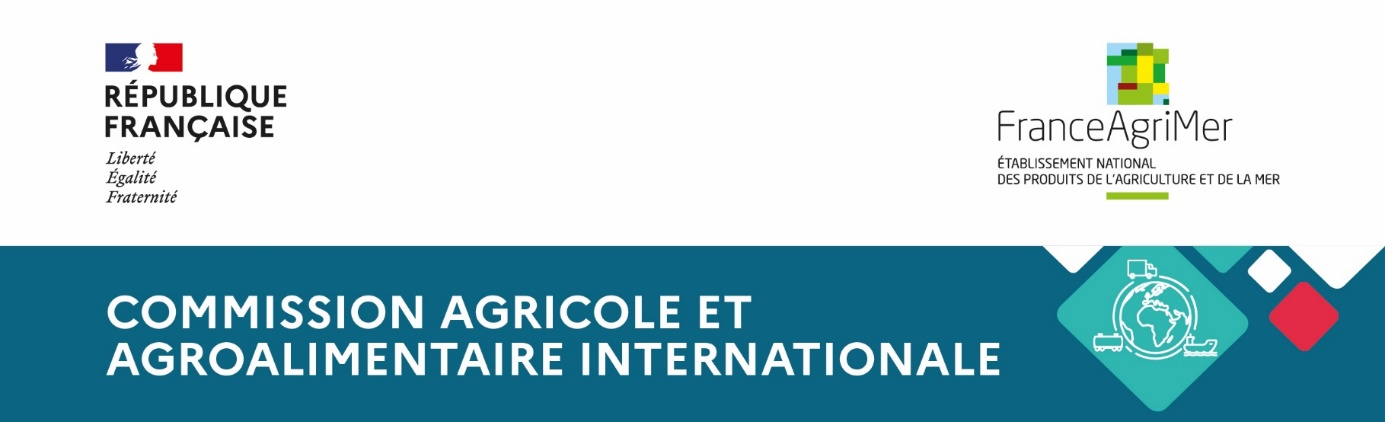 RÉPUBLIQUE
FRANÇAISE
Liberté
Égalité
Fraternité
FranceAgriMer
ÉTABLISSEMENT NATIONAL
DES PRODUITS DE L'AGRICULTURE ET DE LA MER
COMMISSION AGRICOLE ET
AGROALIMENTAIRE INTERNATIONALE